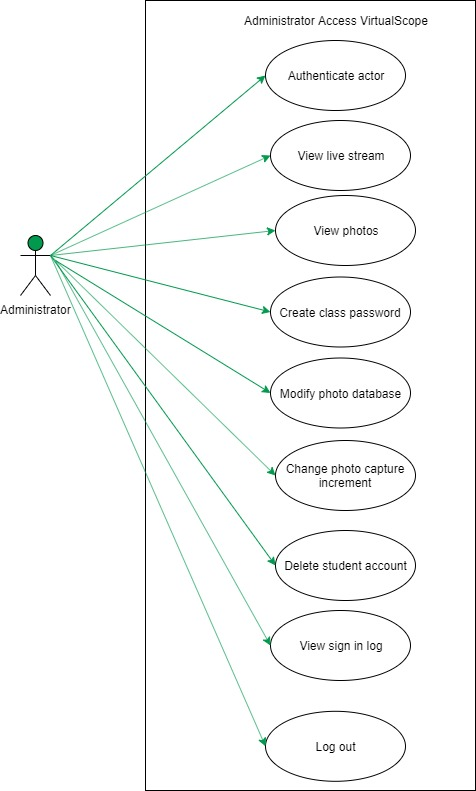 Administrator Access VirtualScope
Authenticate actor
View live stream
View photos
Administrator
Create class password
Modify photo database
Change photo capture
increment
Delete student account
View sign in log
Log out